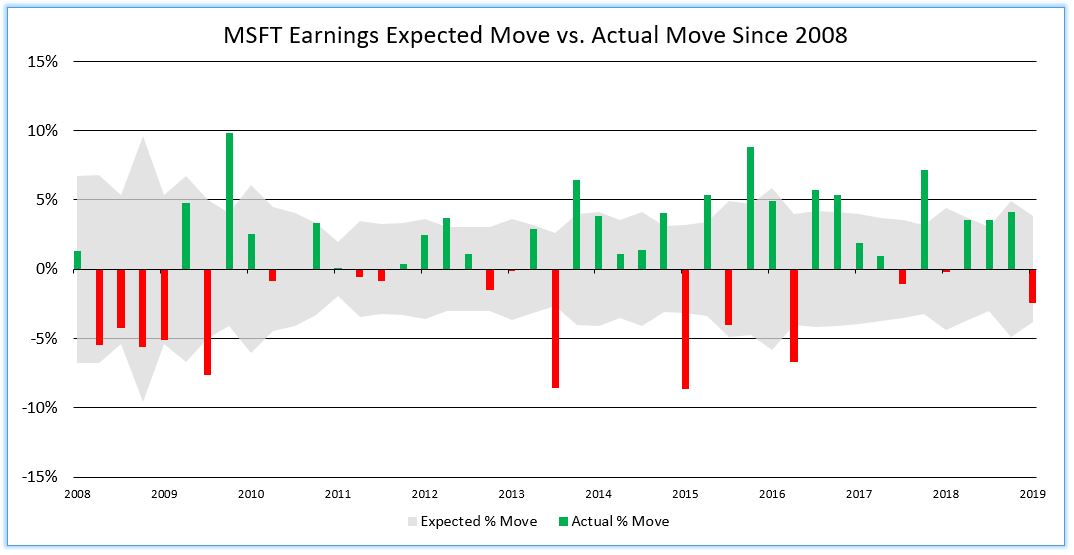 MSFT Earnings Expected Move vs. Actual Move Since 2008
15%
10%
5%
0%
-5%
-10%
-15%
2008 2009 2010 2011 2012 2013 2014 2015 2016 2017 2018 2019
Expected % Move Actual % Move